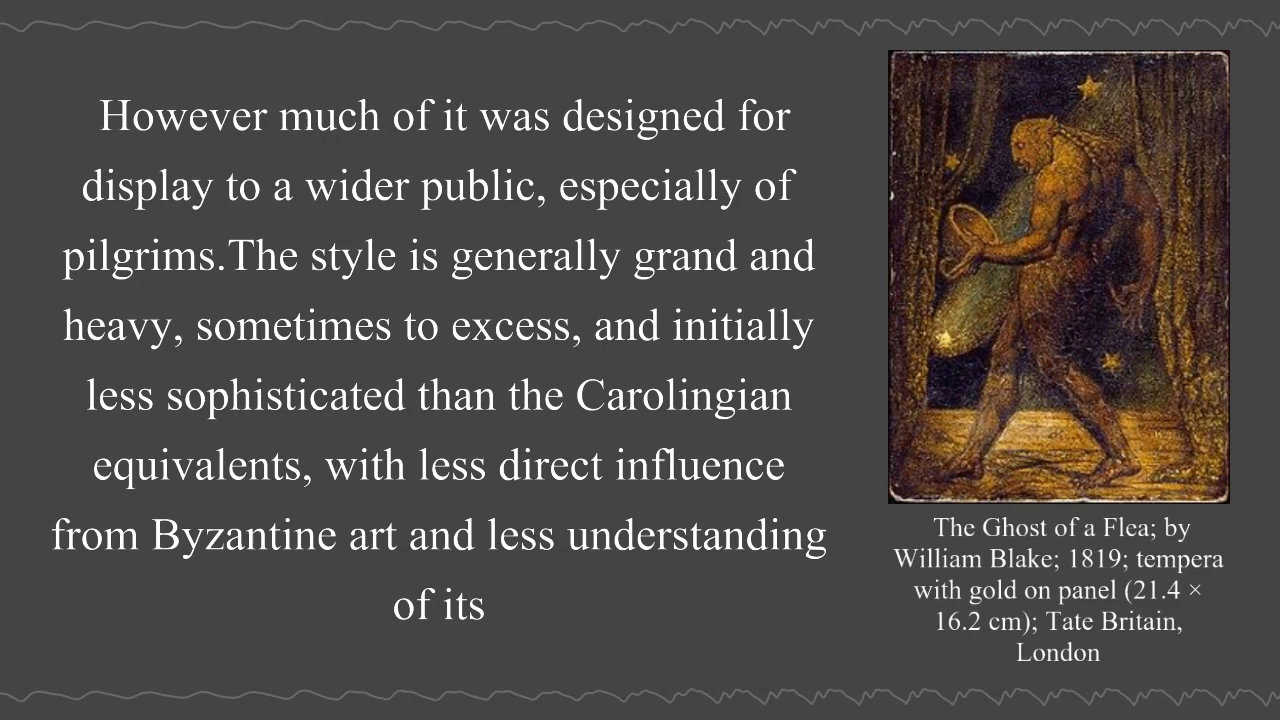 However much of it was designed for
display to a wider public, especially of
pilgrims.The style is generally grand and
heavy, sometimes to excess, and initially
less sophisticated than the Carolingian
equivalents, with less direct influence
from Byzantine art and less understanding
of its
The Ghost of a Flea; by
William Blake; 1819; tempera
with gold on panel (21.4 ×
16.2 cm); Tate Britain,
London